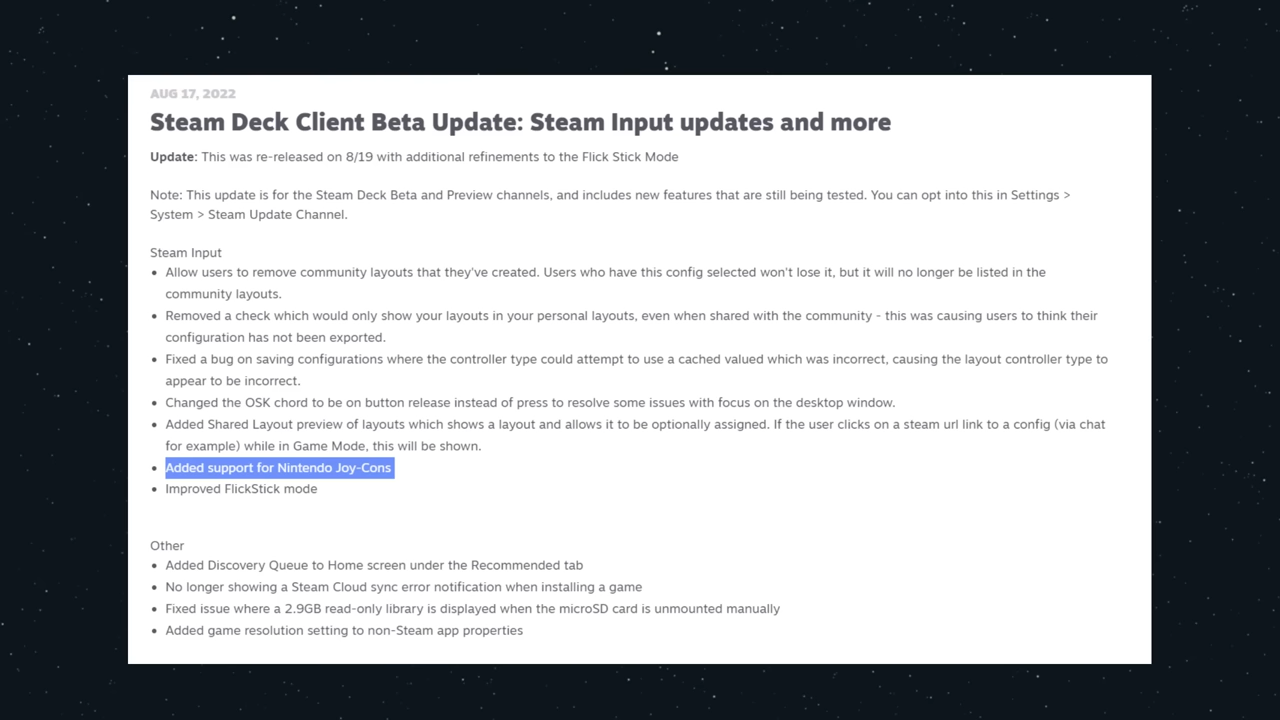 AUG 17, 2022
Steam Deck Client Beta Update: Steam Input updates and more
Update: This was re-released on 8/19 with additional refinements to the Flick Stick Mode
Note: This update is for the Steam Deck Beta and Preview channels, and includes new features that are still being tested. You can opt into this in Settings >
System > Steam Update Channel.
Steam Input
• Allow users to remove community layouts that they've created. Users who have this config selected won't lose it, but it will no longer be listed in the
community layouts.
• Removed a check which would only show your layouts in your personal layouts, even when shared with the community - this was causing users to think their
configuration has not been exported.
• Fixed a bug on saving configurations where the controller type could attempt to use a cached valued which was incorrect, causing the layout controller type to
appear to be incorrect.
• Changed the OSK chord to be on button release instead of press to resolve some issues with focus on the desktop window.
• Added Shared Layout preview of layouts which shows a layout and allows it to be optionally assigned. If the user clicks on a steam url link to a config (via chat
for example) while in Game Mode, this will be shown.
• Added support for Nintendo Joy-Cons
• Improved FlickStick mode
Other
• Added Discovery Queue to Home screen under the Recommended tab
• No longer showing a Steam Cloud sync error notification when installing a game
• Fixed issue where a 2.9GB read-only library is displayed when the microSD card is unmounted manually
• Added game resolution setting to non-Steam app properties